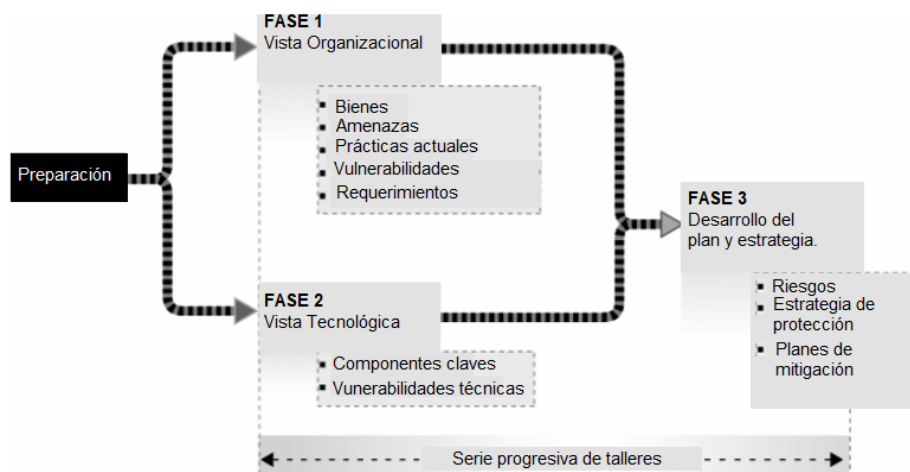 Preparación
FASE 1
Vista Organizacional
Bienes
Amenazas
Prácticas actuales
Vulnerabilidades
Requerimientos
FASE 2
Vista Tecnológica
Componentes claves
Vunerabilidades técnicas
FASE 3
Desarrollo del
plan y estrategia.
Riesgos
Estrategia de
protección
Planes de
mitigación
Serie progresiva de talleres